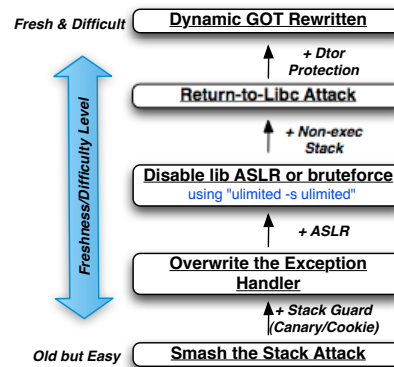 Fresh & Difficult
Dynamic GOT Rewritten
+ Dtor
Protection
Return-to-Libc Attack
+ Non-exec
Stack
Freshness/Difficulty Level
Disable lib ASLR or bruteforce
using "ulimited -s ulimited"
+ ASLR
Overwrite the Exception
Handler
+ Stack Guard
(Canary/Cookie)
Old but Easy
Smash the Stack Attack